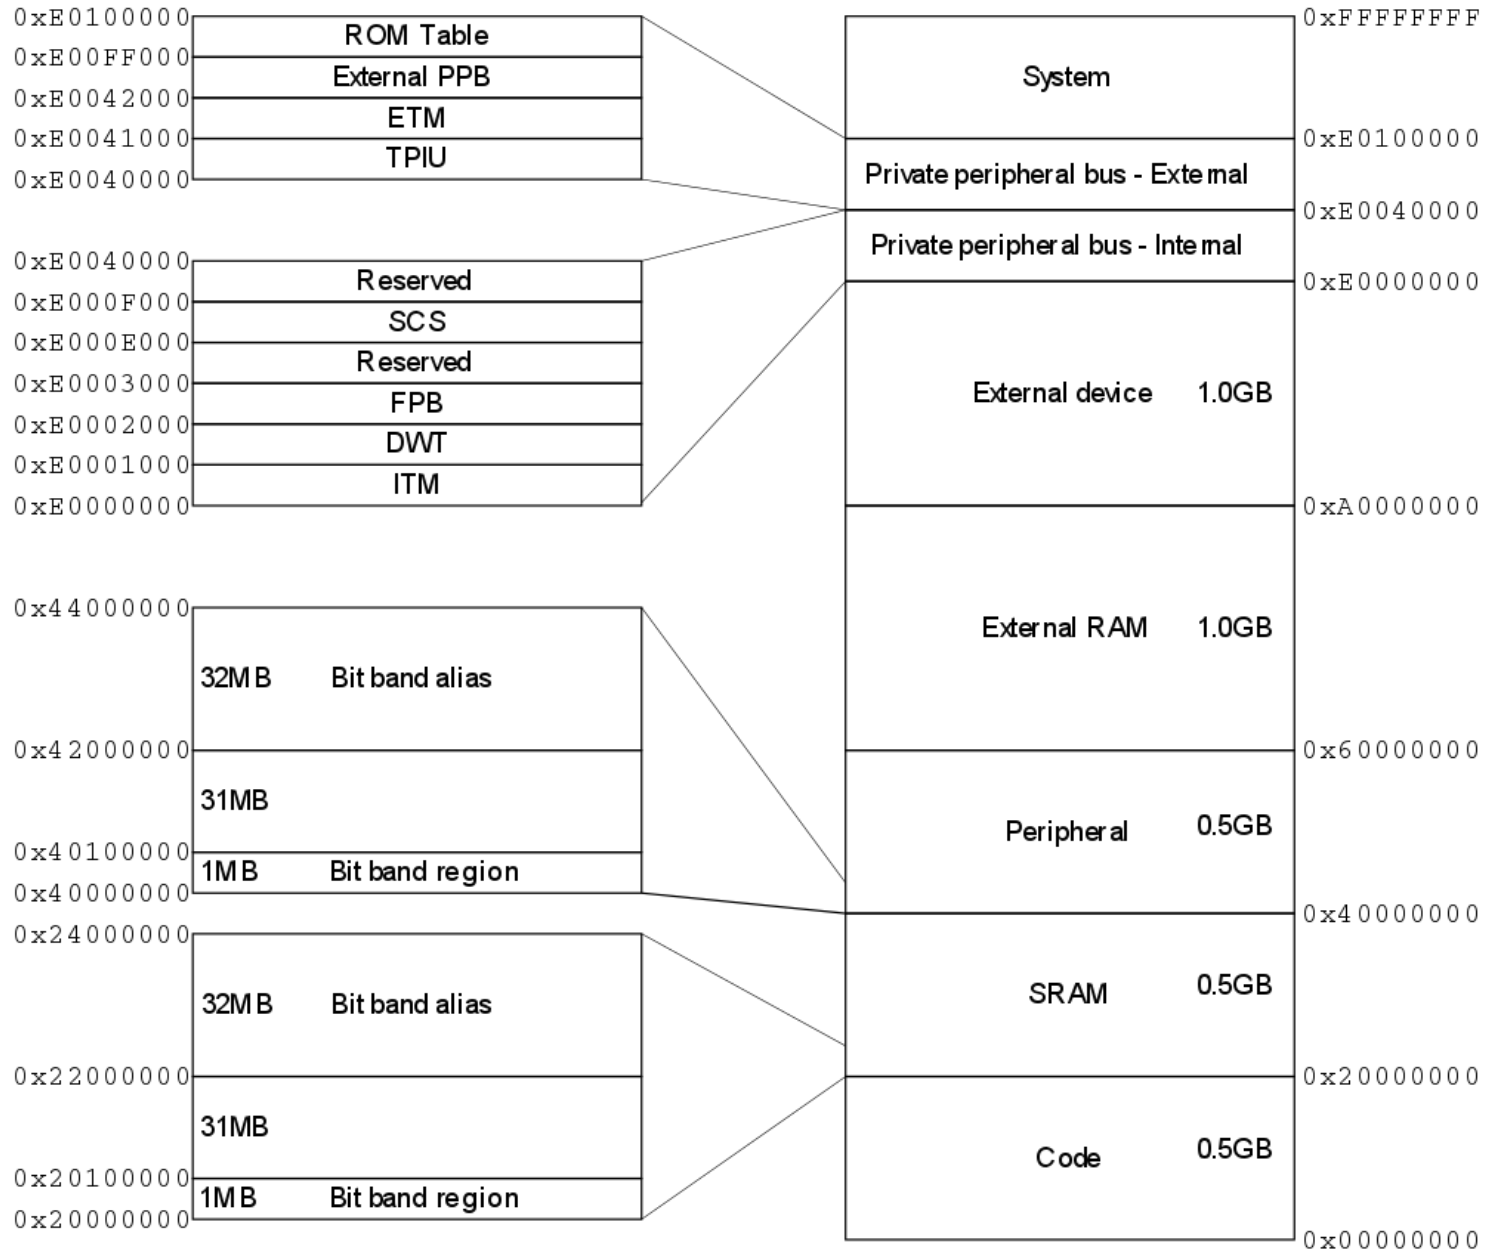 0xE0100000
ROM Table
0xE00FF000
External PPB
0xE0042000
ETM
0xE0041000
TPIU
0xE0040000
0xE0040000
Reserved
0xE000F000
SCS
0xE000E000
Reserved
0xE0003000
FPB
0xE0002000
DWT
0xE0001000
ITM
0xE0000000
0x44000000
32MB Bit band alias
0x42000000
31MB
0x40100000
1MB Bit band region
0x40000000
0x24000000
32MB Bit band alias
0x22000000
31MB
0x20100000
1MB Bit band region
0x20000000
0xFFFFFFFF
System
0xE0100000
Private peripheral bus - External
0xE0040000
Private peripheral bus - Internal
0xE0000000
External device 1.0GB
0xA0000000
External RAM 1.0GB
0x60000000
Peripheral 0.5GB
0x40000000
SRAM 0.5GB
0x20000000
Code 0.5GB
0x00000000